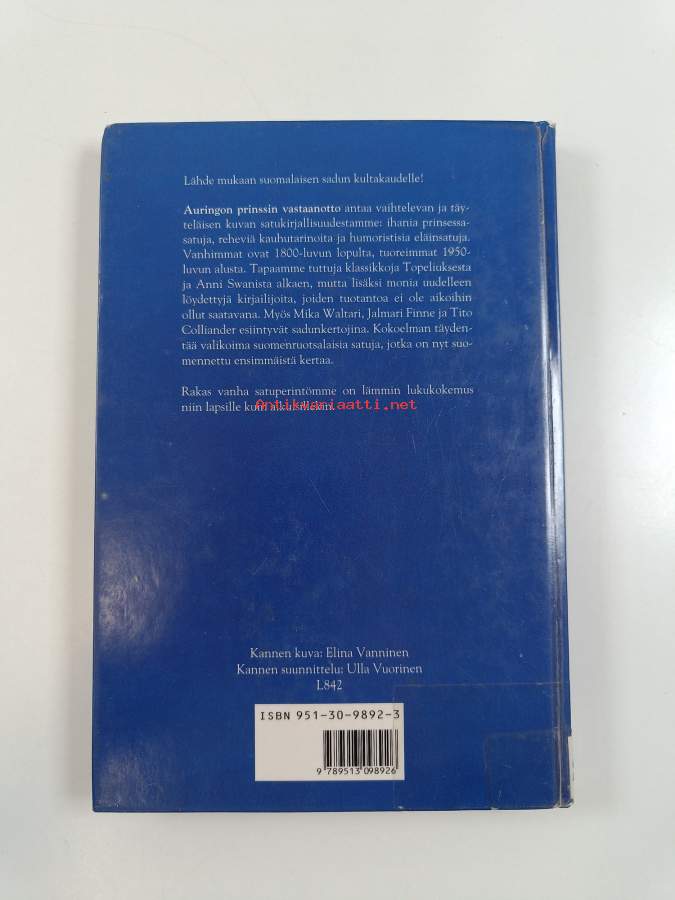 Lähde mukaan suomalaisen sadun kultakaudelle!
Auringon prinssin vastaanotto antaa vaihtelevan ja täy-
teläisen kuvan satukirjallisuudestamme: ihania prinsessa-
satuja, reheviä kauhutarinoita ja humoristisia eläinsatuja.
Vanhimmat ovat 1800-luvun lopulta, tuoreimmat 1950-
luvun alusta. Tapaamme tuttuja klassikkoja Topeliuksesta
ja Anni Swanista alkaen, mutta lisäksi monia uudelleen
löydettyjä kirjailijoita, joiden tuotantoa ei ole aikoihin
ollut saatavana. Myös Mika Waltari, Jalmari Finne ja Tito
Colliander esiintyvät sadunkertojina. Kokoelman täyden-
tää valikoima suomenruotsalaisia satuja, jotka on nyt suo-
mennettu ensimmäistä kertaa.
Rakas vanha satuperintömme on lämmin lukukokemus
niin lapsille kuin aikuisillekin.
Antikvariaatti.net
Kannen kuva: Elina Vanninen
Kannen suunnittelu: Ulla Vuorinen
L842
ISBN 951-30-9892-3
9 789513 098926